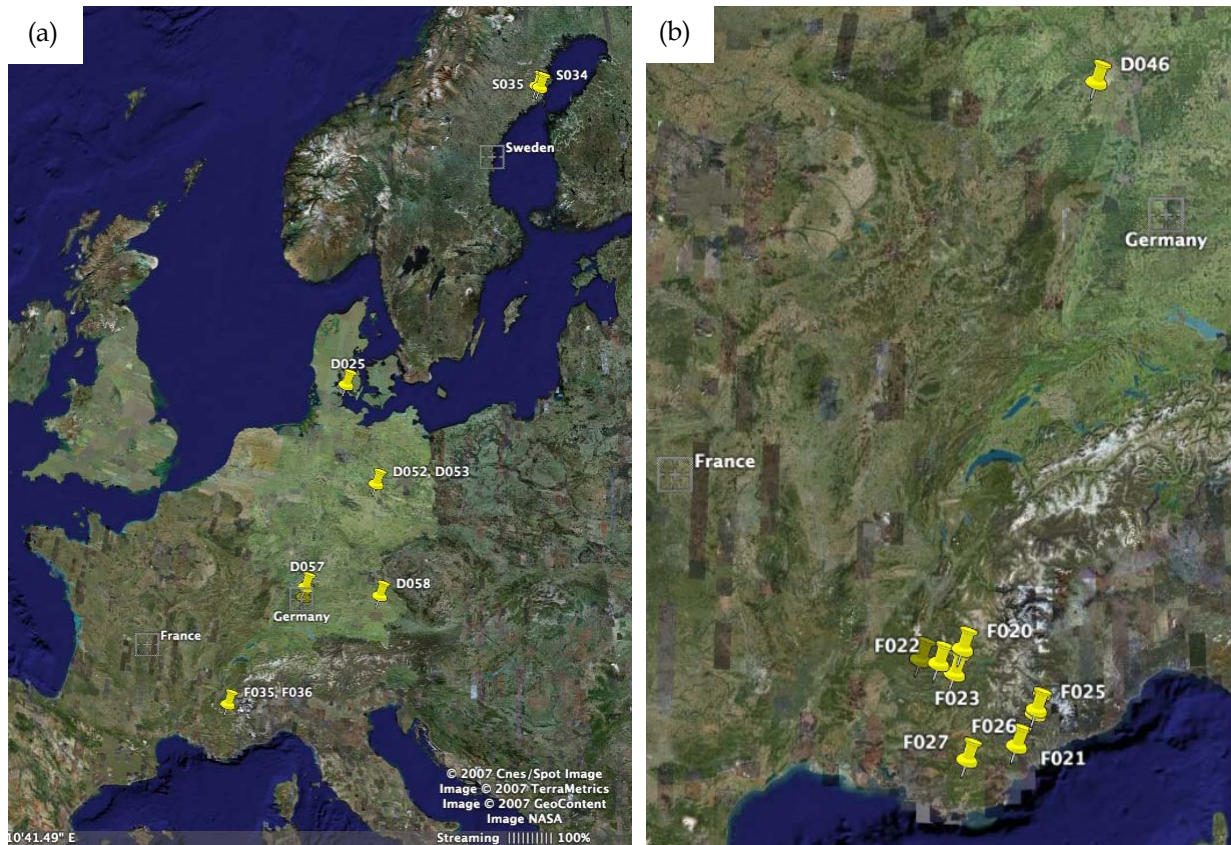 (a)
S035 S034
Sweden
D025
D052, D053
D057
D058
Germany
France
F035, F036
© 2007 Cnes/Spot Image
Image © 2007 TerraMetrics
Image © 2007 GeoContent
Image NASA
10'41.49" E
Streaming |||||||||| 100%
(b)
D046
Germany
France
F022 F020
F023
F025
F026
F027
F021